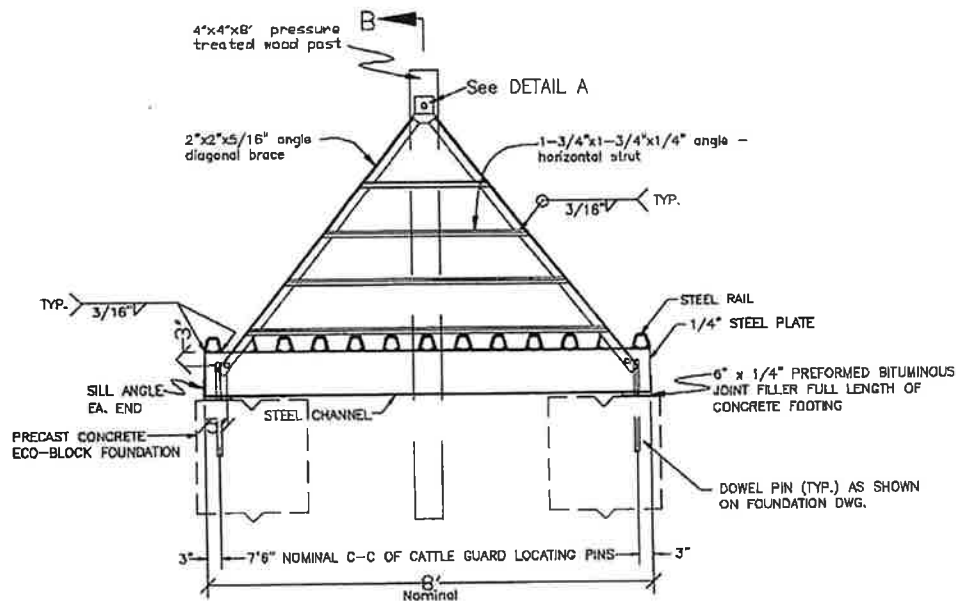 B
4"x4"x8' pressure
treated wood post
See DETAIL A
2"x2"x5/16" angle
diagonal brace
1-3/4"x1-3/4"x1/4" angle -
horizontal strut
3/16"
TYP.
TYP.
3/16"
3"
STEEL RAIL
1/4" STEEL PLATE
SILL ANGLE
EA. END
6" x 1/4" PREFORMED BITUMINOUS
JOINT FILLER FULL LENGTH OF
CONCRETE FOOTING
STEEL CHANNEL
PRECAST CONCRETE
ECO-BLOCK FOUNDATION
DOWEL PIN (TYP.) AS SHOWN
ON FOUNDATION DWG.
3"
7'6" NOMINAL C-C OF CATTLE GUARD LOCATING PINS
3"
8'
Nominal